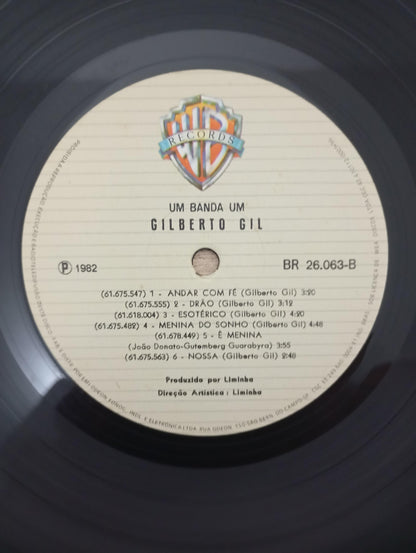 WB
RECORDS
UM BANDA UM
GILBERTO GIL
Ⓟ 1982
BR 26.063-B
(61.675.547) 1 - ANDAR COM FÉ (Gilberto Gil) 3:20
(61.675.555) 2 - DRÃO (Gilberto Gil) 3:12
(61.618.004) 3 - ESOTÉRICO (Gilberto Gil) 4:20
(61.675.482) 4 - MENINA DO SONHO (Gilberto Gil) 4:48
(61.678.449) 5 - É MENINA
(João Donato-Gutemberg Guarabyra) 3:55
(61.675.563) 6 - NOSSA (Gilberto Gil) 2:48
Produzido por Liminha
Direção Artística : Liminha